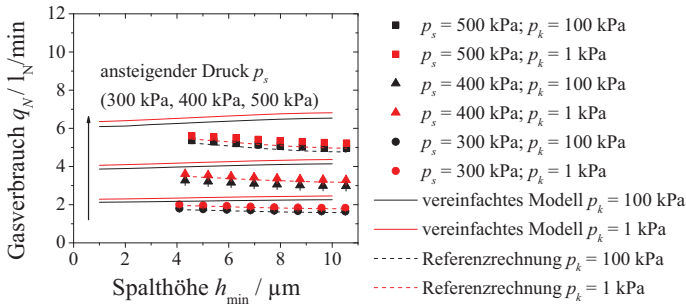 Gasverbrauch q_N / l_N/min
12
10
8
6
4
2
0
ansteigender Druck p_s
(300 kPa, 400 kPa, 500 kPa)
0 2 4 6 8 10
Spalthöhe h_min / µm
p_s = 500 kPa; p_k = 100 kPa
p_s = 500 kPa; p_k = 1 kPa
p_s = 400 kPa; p_k = 100 kPa
p_s = 400 kPa; p_k = 1 kPa
p_s = 300 kPa; p_k = 100 kPa
p_s = 300 kPa; p_k = 1 kPa
vereinfachtes Modell p_k = 100 kPa
vereinfachtes Modell p_k = 1 kPa
Referenzrechnung p_k = 100 kPa
Referenzrechnung p_k = 1 kPa